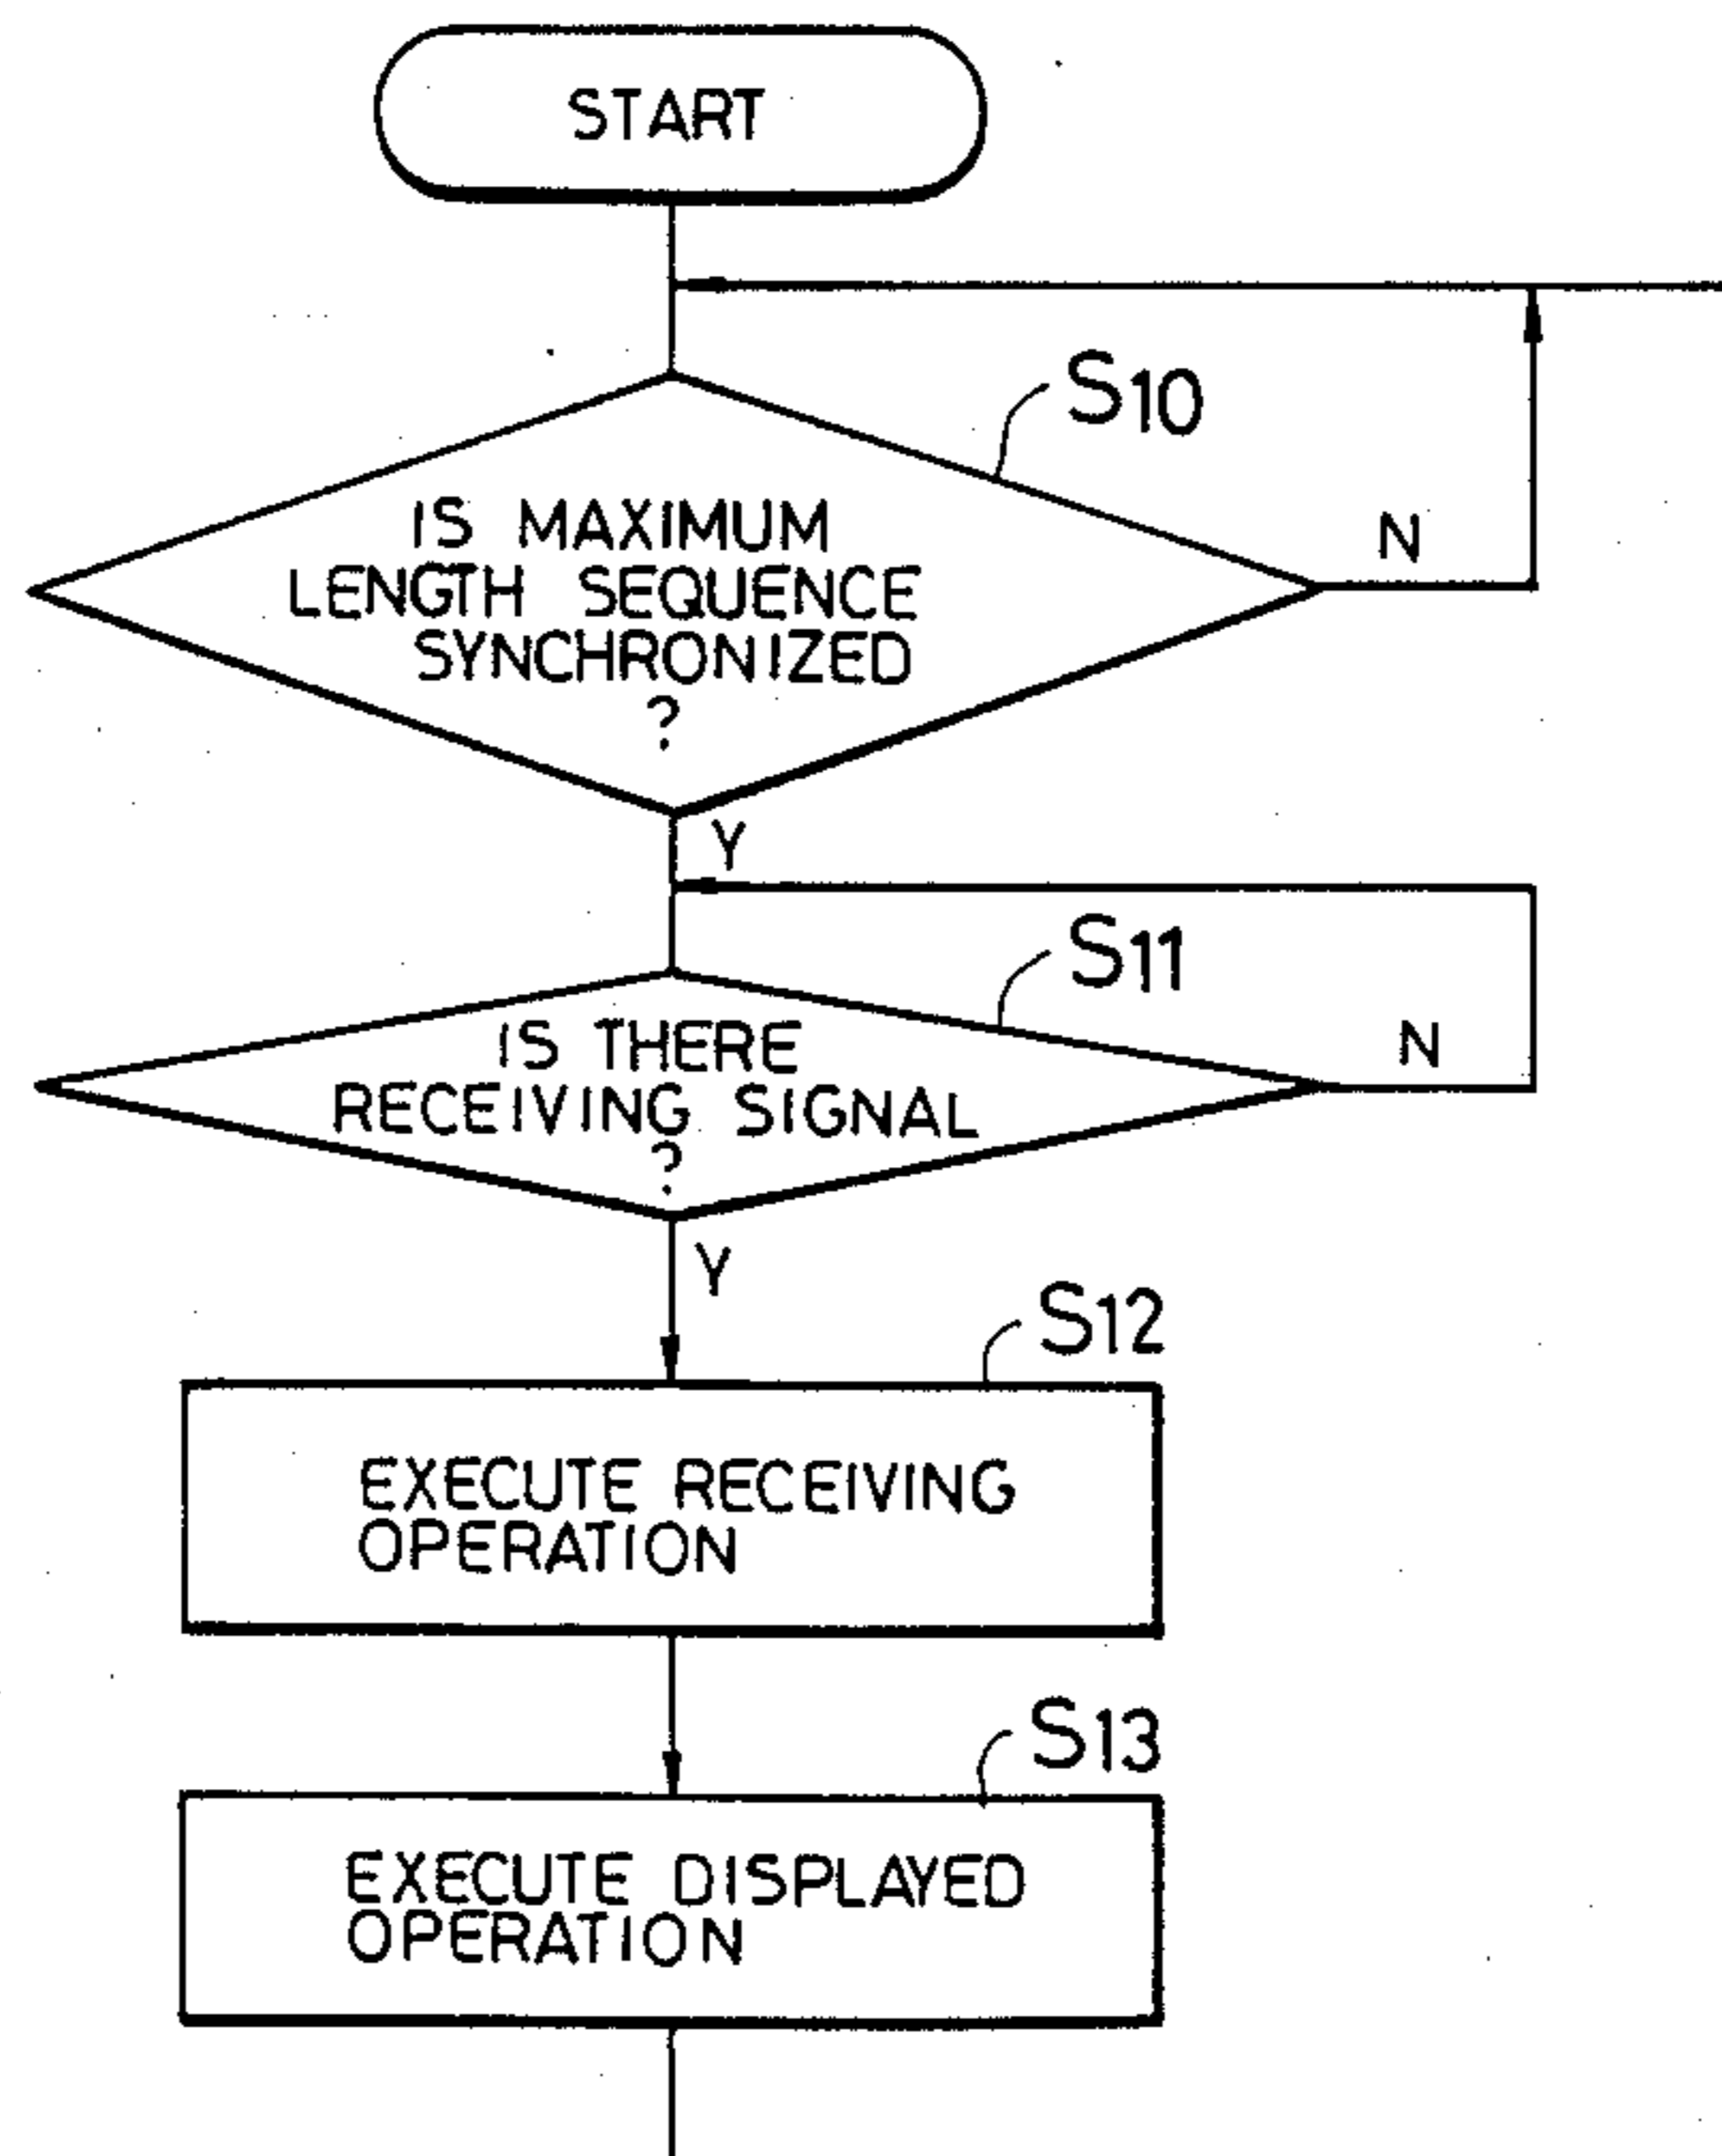 START
S10
IS MAXIMUM
LENGTH SEQUENCE
SYNCHRONIZED
?
N
Y
S11
IS THERE
RECEIVING SIGNAL
?
N
Y
S12
EXECUTE RECEIVING
OPERATION
S13
EXECUTE DISPLAYED
OPERATION